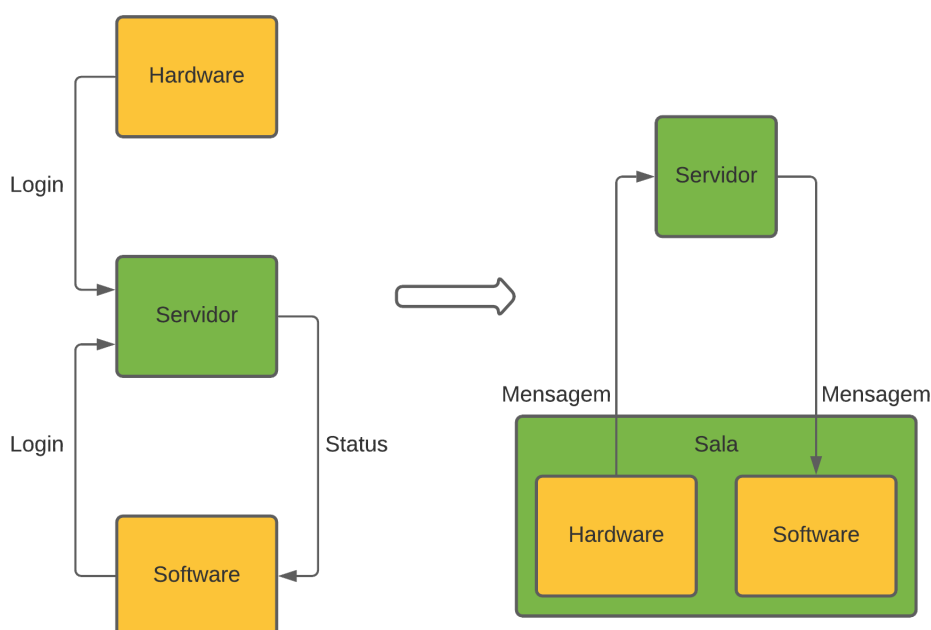 Hardware
Login
Servidor
Login
Status
Software
Servidor
Mensagem
Mensagem
Sala
Hardware
Software